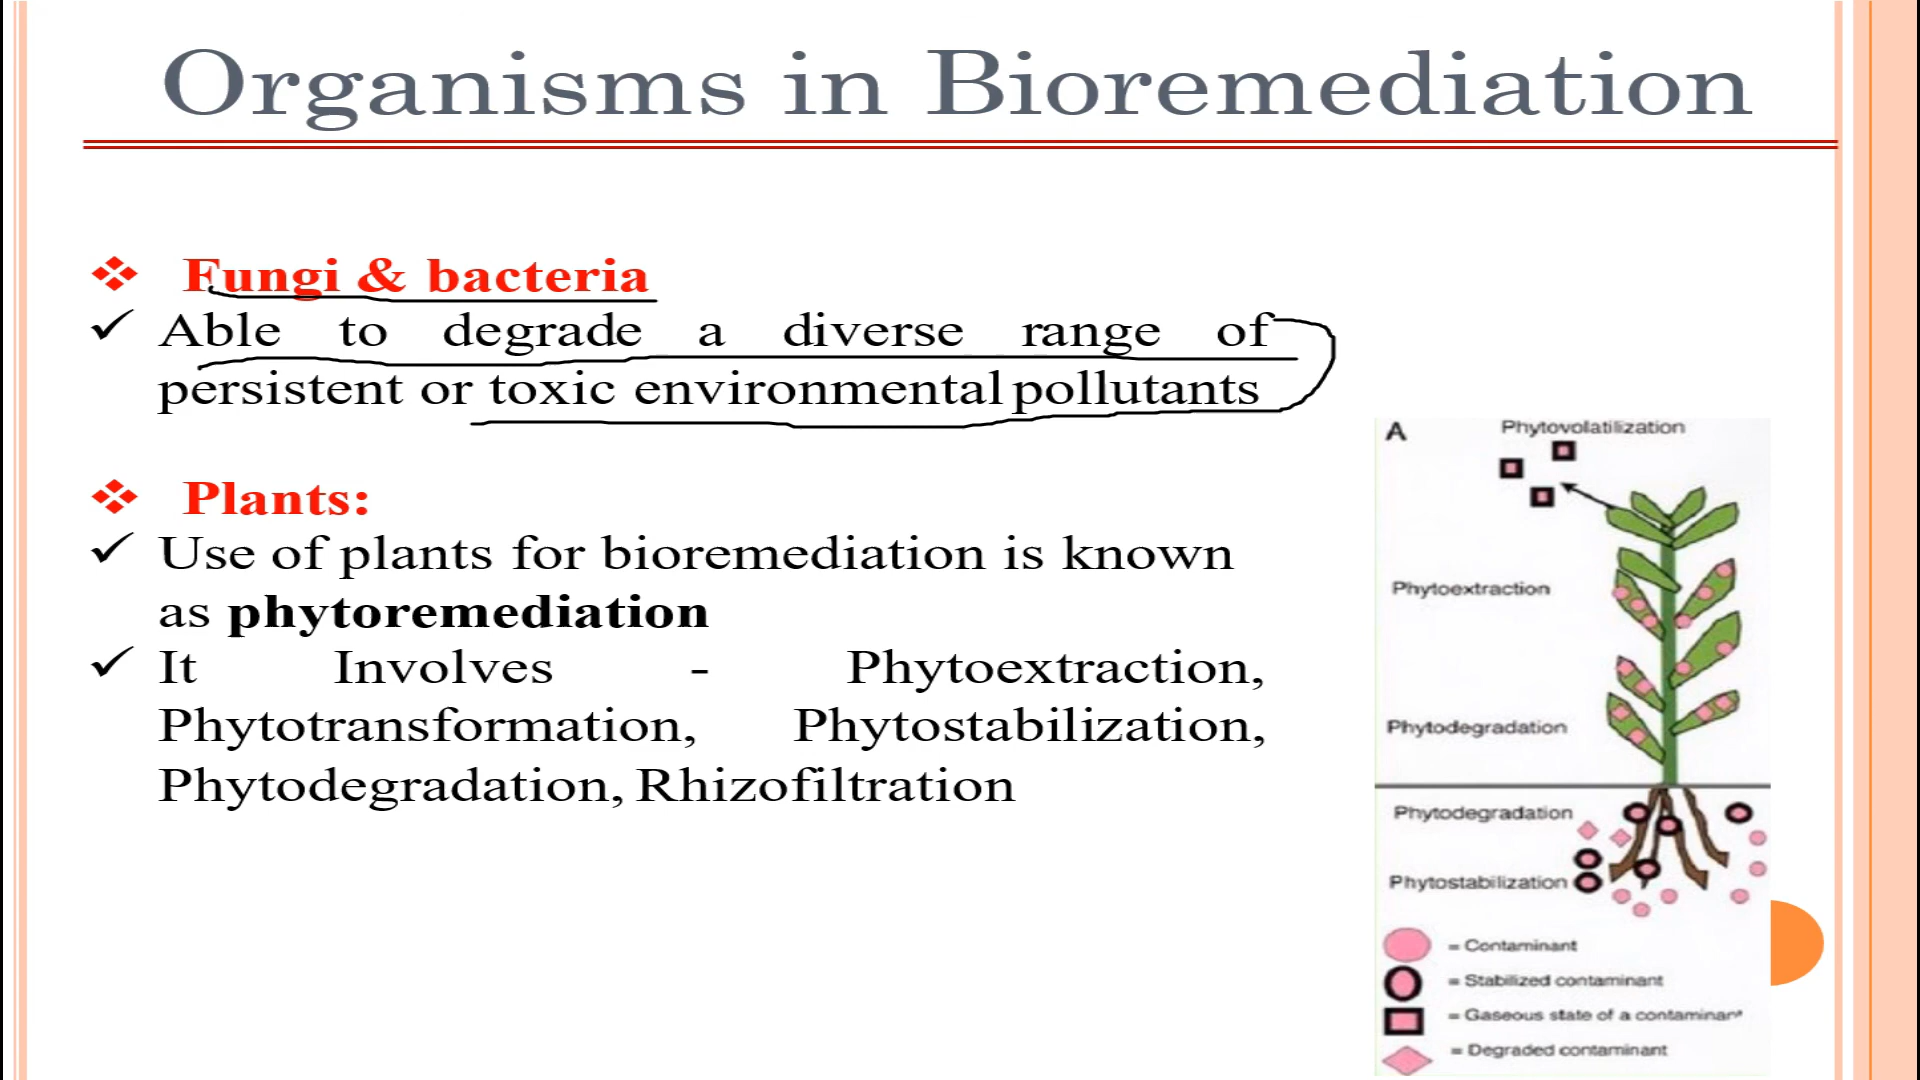 Organisms in Bioremediation
Fungi & bacteria
Able to degrade a diverse range of
persistent or toxic environmental pollutants
Plants:
Use of plants for bioremediation is known
as phytoremediation
It Involves - Phytoextraction,
Phytotransformation, Phytostabilization,
Phytodegradation, Rhizofiltration
A Phytovolatilization
Phytoextraction
Phytodegradation
Phytodegradation
Phytostabilization
= Contaminant
= Stabilized contaminant
= Gaseous state of a contaminant
= Degraded contaminant